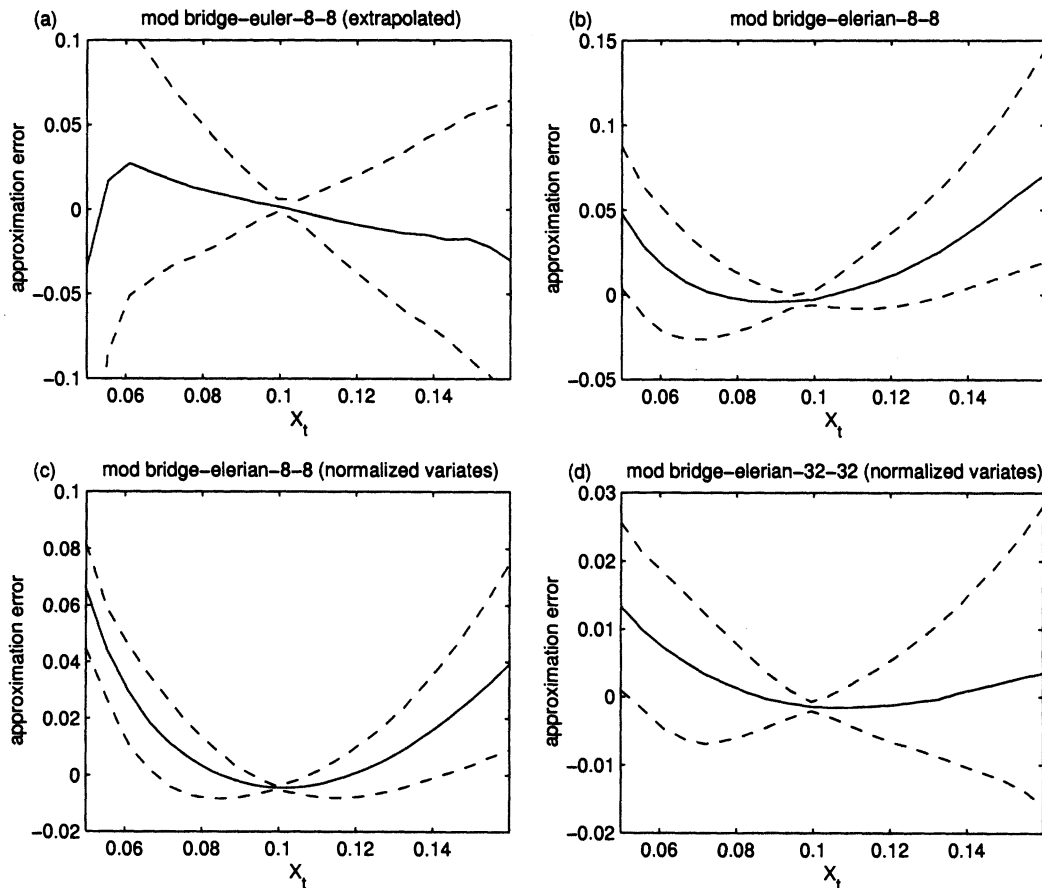 (a) mod bridge-euler-8-8 (extrapolated)
0.1
0.05
0
-0.05
-0.1
approximation error
0.06 0.08 0.1 0.12 0.14
X_t
(b) mod bridge-elerian-8-8
0.15
0.1
0.05
0
-0.05
approximation error
0.06 0.08 0.1 0.12 0.14
X_t
(c) mod bridge-elerian-8-8 (normalized variates)
0.1
0.08
0.06
0.04
0.02
0
-0.02
approximation error
0.06 0.08 0.1 0.12 0.14
X_t
(d) mod bridge-elerian-32-32 (normalized variates)
0.03
0.02
0.01
0
-0.01
-0.02
approximation error
0.06 0.08 0.1 0.12 0.14
X_t